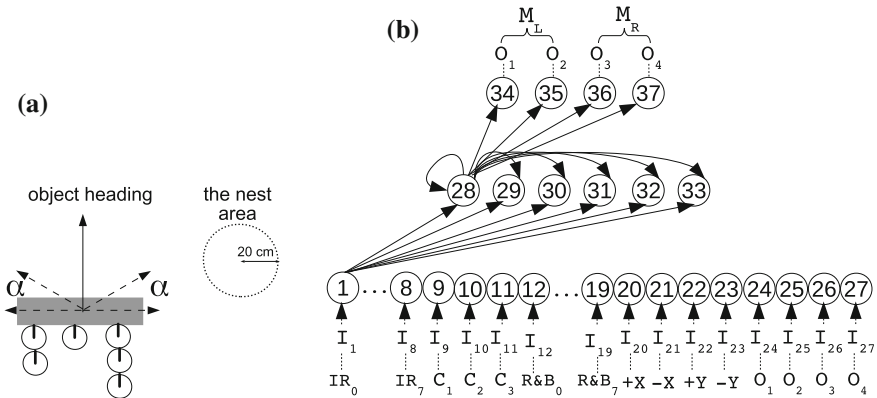 (a)
object heading
the nest
area
20 cm
α α
(b)
M_L M_R
O_1 O_2 O_3 O_4
34 35 36 37
28 29 30 31 32 33
1 ... 8 9 10 11 12 ... 19 20 21 22 23 24 25 26 27
I_1 I_8 I_9 I_10 I_11 I_12 I_19 I_20 I_21 I_22 I_23 I_24 I_25 I_26 I_27
IR_0 IR_7 C_1 C_2 C_3 R&B_0 R&B_7 +X -X +Y -Y O_1 O_2 O_3 O_4